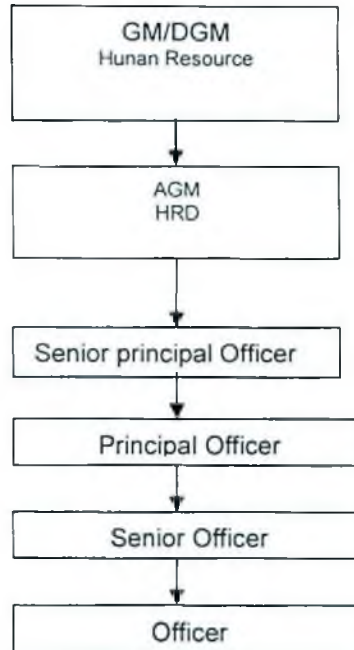 GM/DGM
Hunan Resource
AGM
HRD
Senior principal Officer
Principal Officer
Senior Officer
Officer